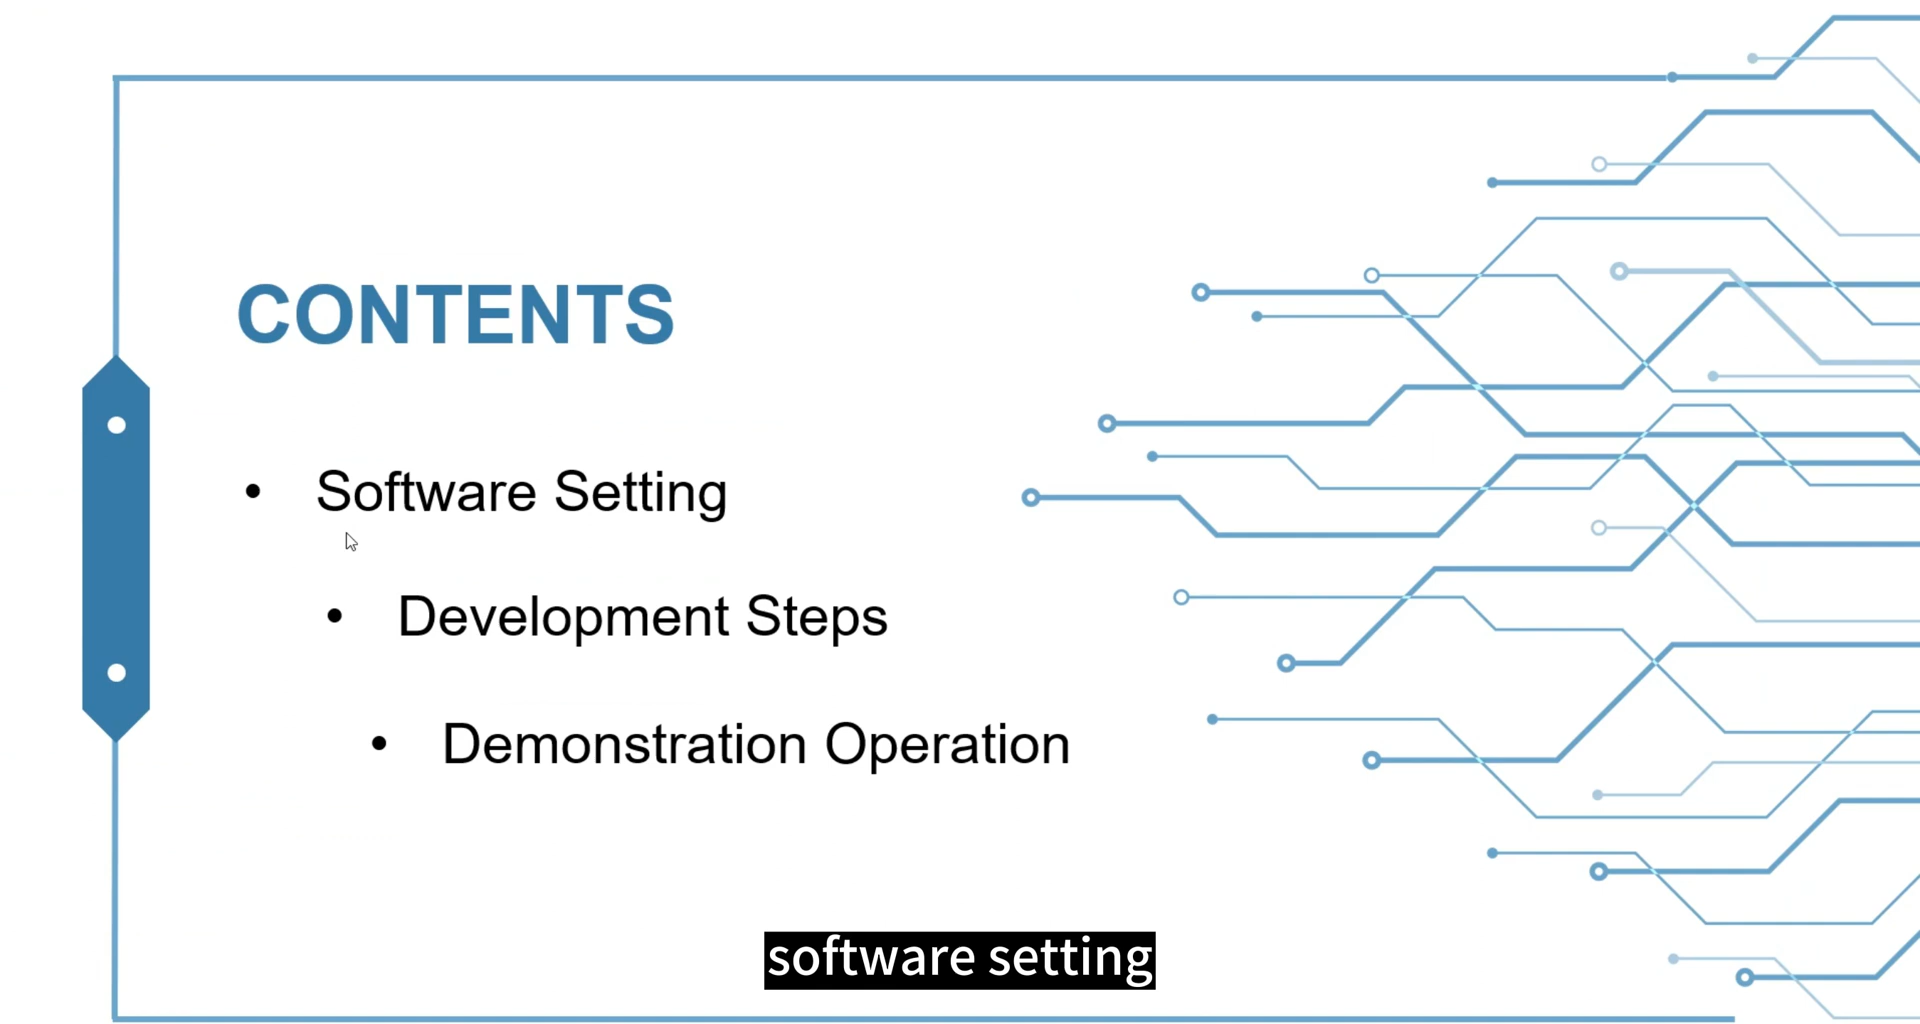 CONTENTS
• Software Setting
• Development Steps
• Demonstration Operation
software setting